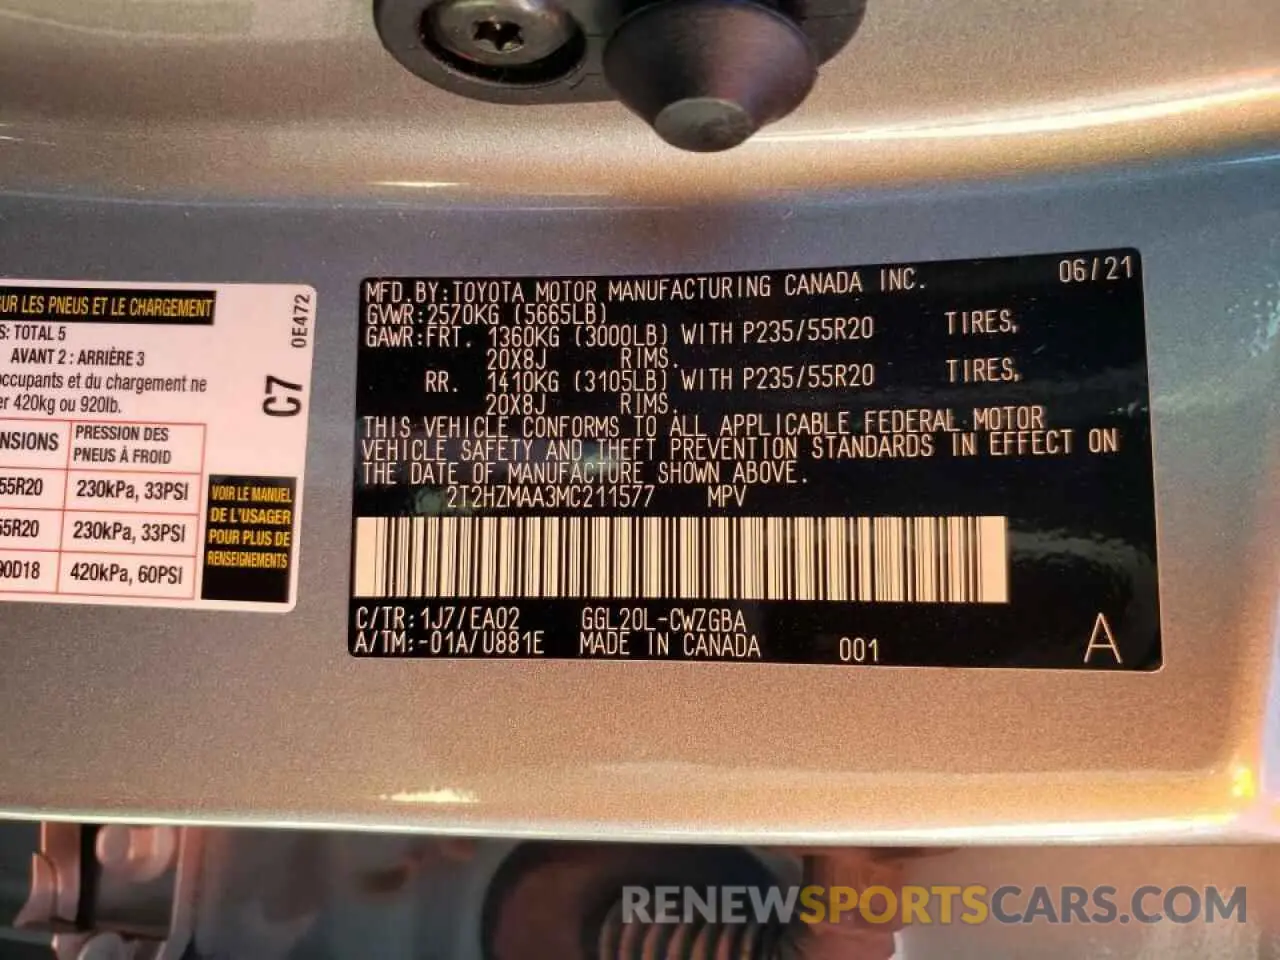 SUR LES PNEUS ET LE CHARGEMENT
S: TOTAL 5
AVANT 2 : ARRIÈRE 3
occupants et du chargement ne
er 420kg ou 920lb.
0E472
C7
NSIONS PRESSION DES PNEUS À FROID
55R20 230kPa, 33PSI
55R20 230kPa, 33PSI
90D18 420kPa, 60PSI
VOIR LE MANUEL
DE L'USAGER
POUR PLUS DE
RENSEIGNEMENTS
MFD.BY:TOYOTA MOTOR MANUFACTURING CANADA INC. 06/21
GVWR:2570KG (5665LB)
GAWR:FRT. 1360KG (3000LB) WITH P235/55R20 TIRES,
20X8J RIMS.
RR. 1410KG (3105LB) WITH P235/55R20 TIRES,
20X8J RIMS.
THIS VEHICLE CONFORMS TO ALL APPLICABLE FEDERAL MOTOR
VEHICLE SAFETY AND THEFT PREVENTION STANDARDS IN EFFECT ON
THE DATE OF MANUFACTURE SHOWN ABOVE.
2T2HZMAA3MC211577 MPV
C/TR:1J7/EA02 GGL20L-CWZGBA
A/TM:-01A/U881E MADE IN CANADA 001 A
RENEWSPORTSCARS.COM